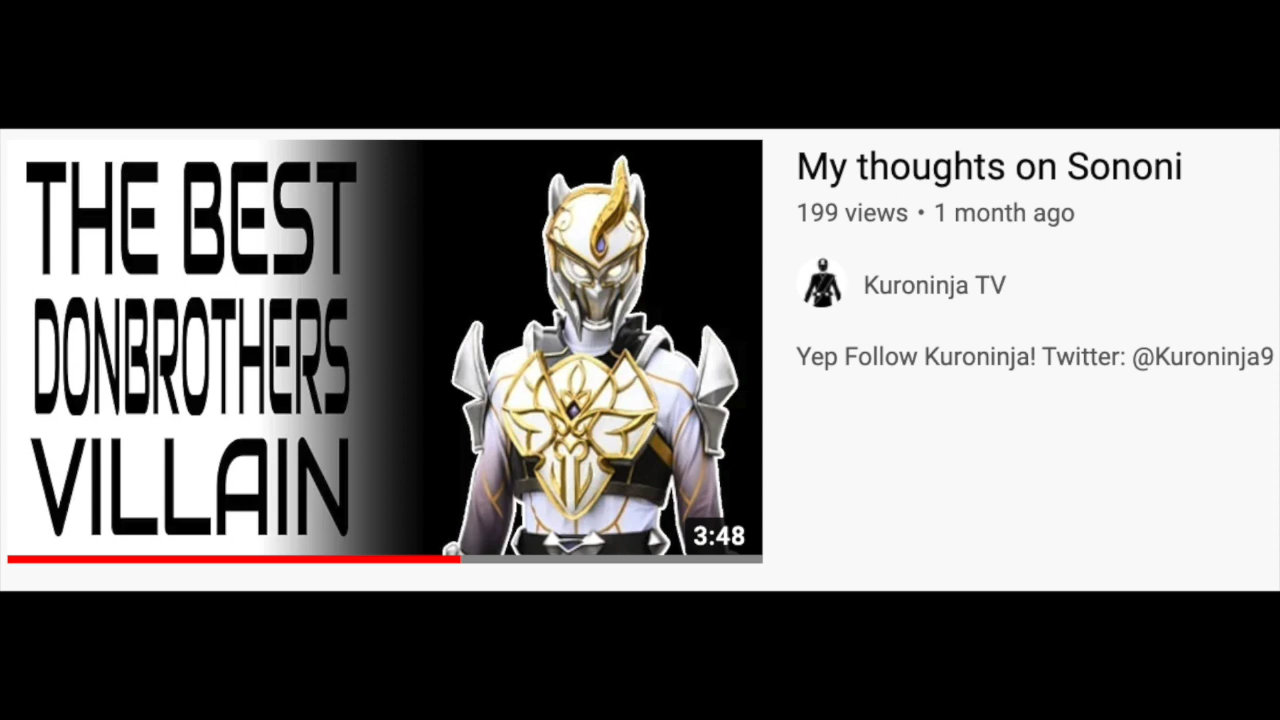 THE BEST
DONBROTHERS
VILLAIN
3:48
My thoughts on Sononi
199 views • 1 month ago
Kuroninja TV
Yep Follow Kuroninja! Twitter: @Kuroninja9